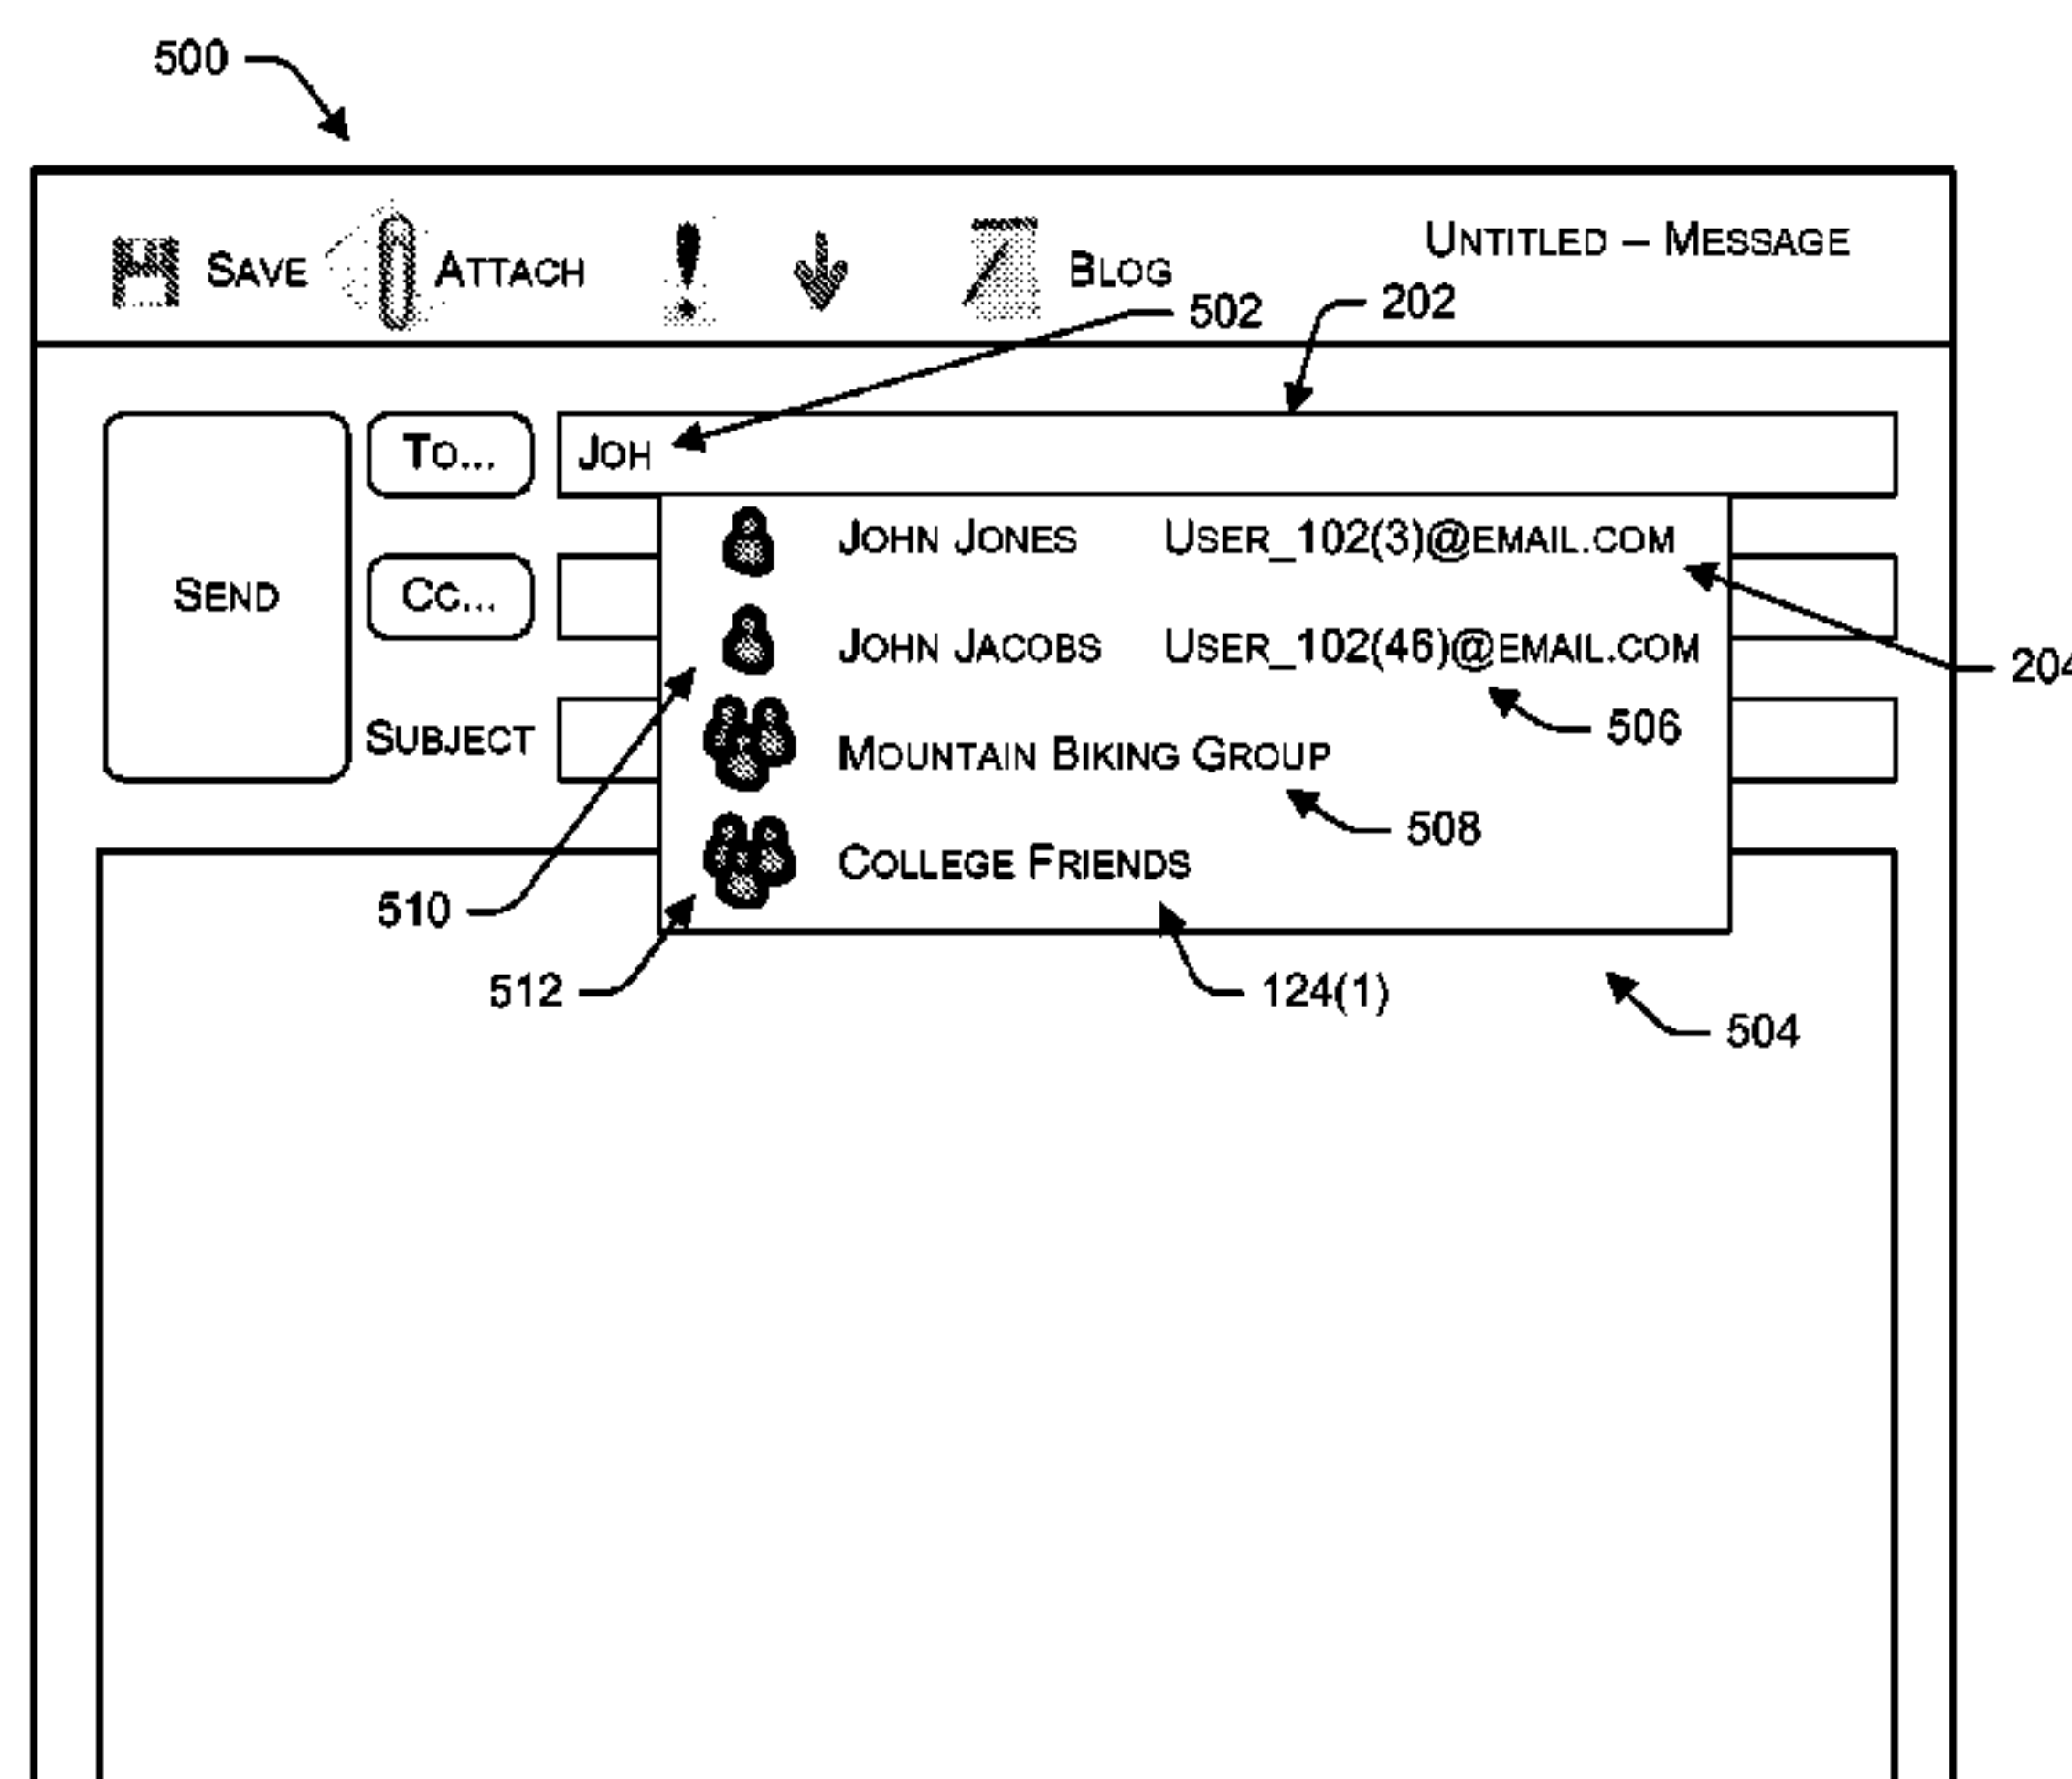 500
UNTITLED – MESSAGE
SAVE ATTACH BLOG
502 202
TO... JOH
JOHN JONES USER_102(3)@EMAIL.COM
SEND CC...
JOHN JACOBS USER_102(46)@EMAIL.COM
204
506
SUBJECT MOUNTAIN BIKING GROUP
508
COLLEGE FRIENDS
510
512 124(1)
504